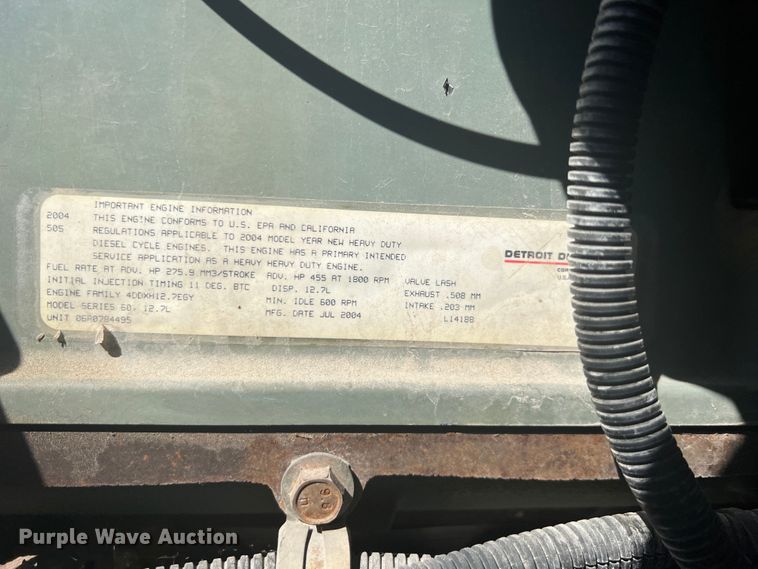 IMPORTANT ENGINE INFORMATION
2004 THIS ENGINE CONFORMS TO U.S. EPA AND CALIFORNIA
50S REGULATIONS APPLICABLE TO 2004 MODEL YEAR NEW HEAVY DUTY
DIESEL CYCLE ENGINES. THIS ENGINE HAS A PRIMARY INTENDED
SERVICE APPLICATION AS A HEAVY HEAVY DUTY ENGINE.
FUEL RATE AT ADV. HP 275.9 MM3/STROKE ADV. HP 455 AT 1800 RPM VALVE LASH
INITIAL INJECTION TIMING 11 DEG. BTC DISP. 12.7L EXHAUST .508 MM
ENGINE FAMILY 4DDXH12.7EGY MIN. IDLE 600 RPM INTAKE .203 MM
MODEL SERIES 60, 12.7L MFG. DATE JUL 2004 L1418B
UNIT 06R0784495
DETROIT
Purple Wave Auction